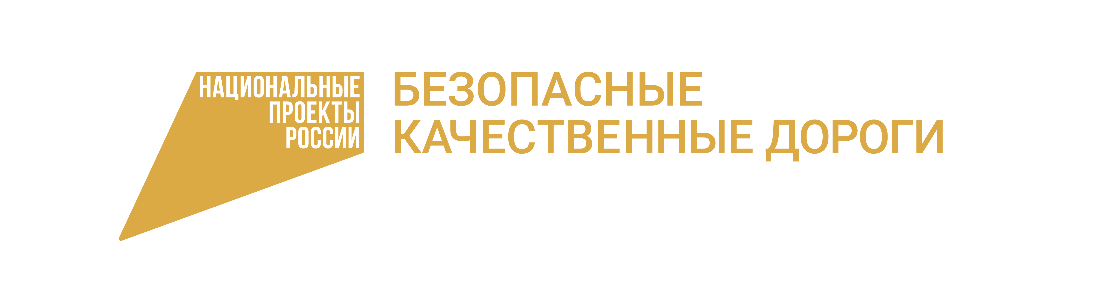 НАЦИОНАЛЬНЫЕ
ПРОЕКТЫ
РОССИИ
БЕЗОПАСНЫЕ
КАЧЕСТВЕННЫЕ ДОРОГИ